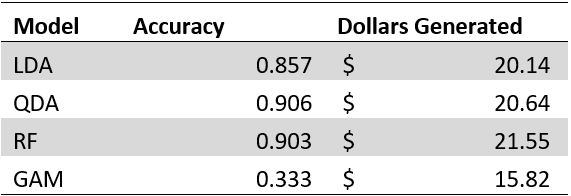 Model Accuracy Dollars Generated
LDA 0.857 $ 20.14
QDA 0.906 $ 20.64
RF 0.903 $ 21.55
GAM 0.333 $ 15.82